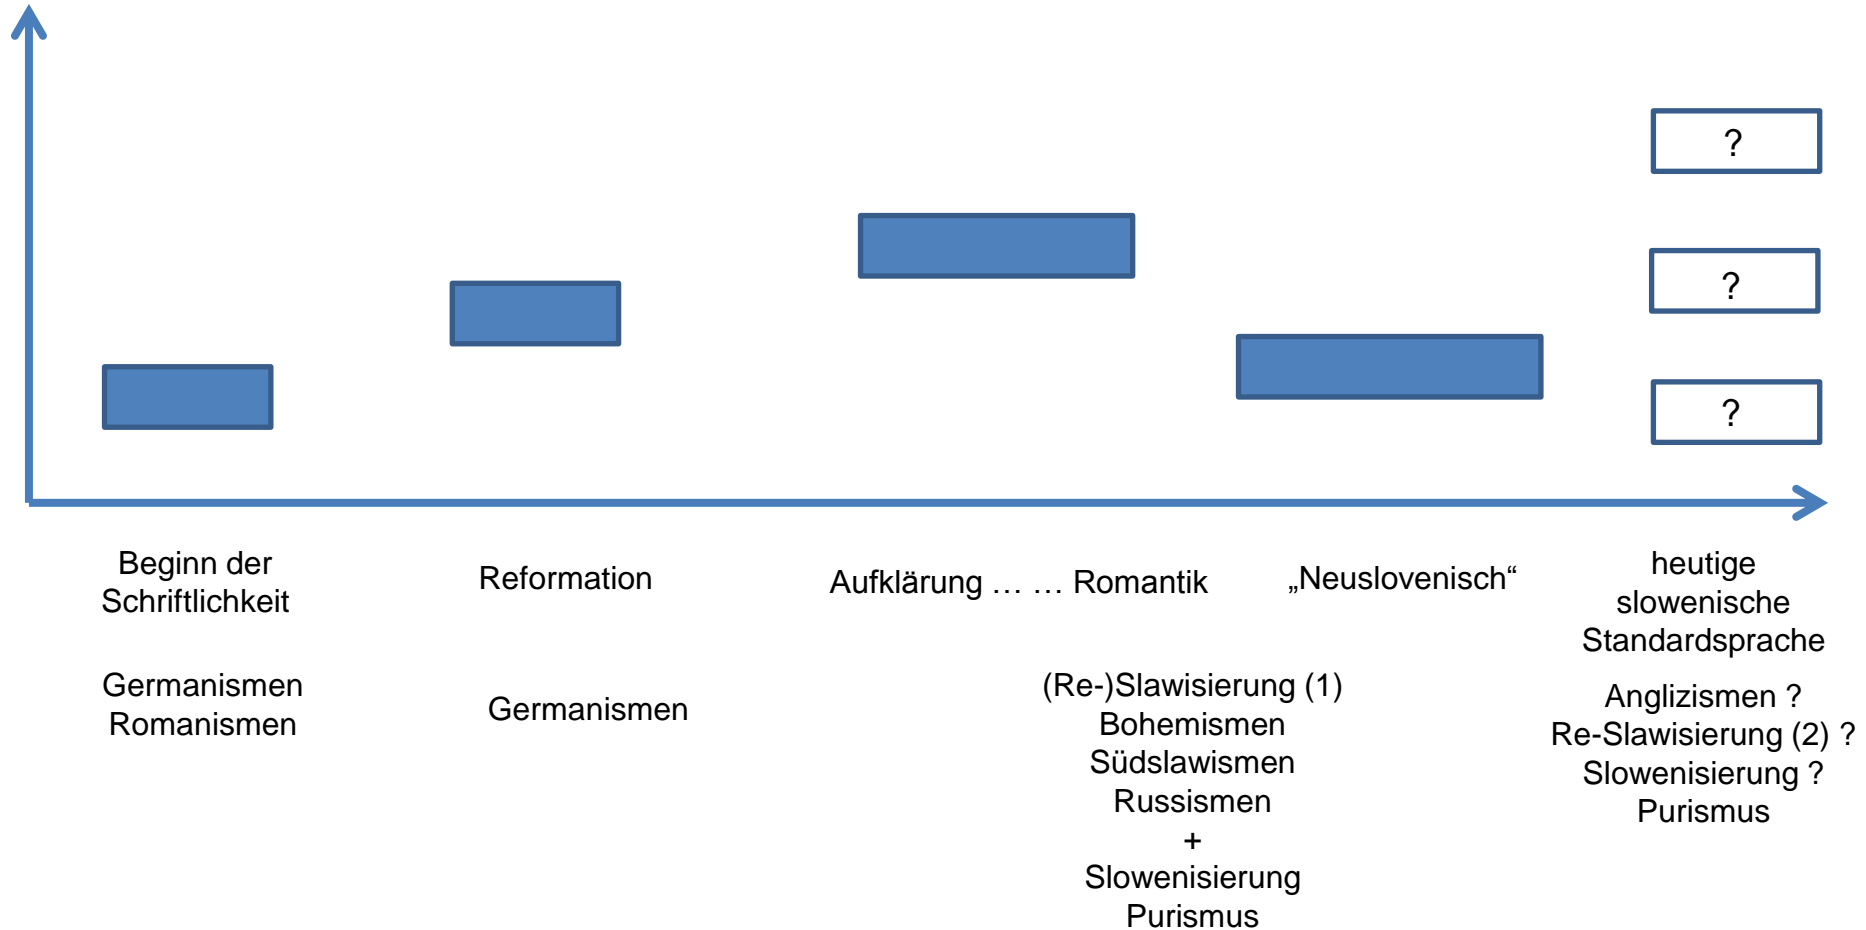 ?
?
?
Beginn der
Schriftlichkeit
Reformation
Aufklärung … … Romantik
„Neuslovenisch“
heutige
slowenische
Standardsprache
Germanismen
Romanismen
Germanismen
(Re-)Slawisierung (1)
Bohemismen
Südslawismen
Russismen
+
Slowenisierung
Purismus
Anglizismen ?
Re-Slawisierung (2) ?
Slowenisierung ?
Purismus